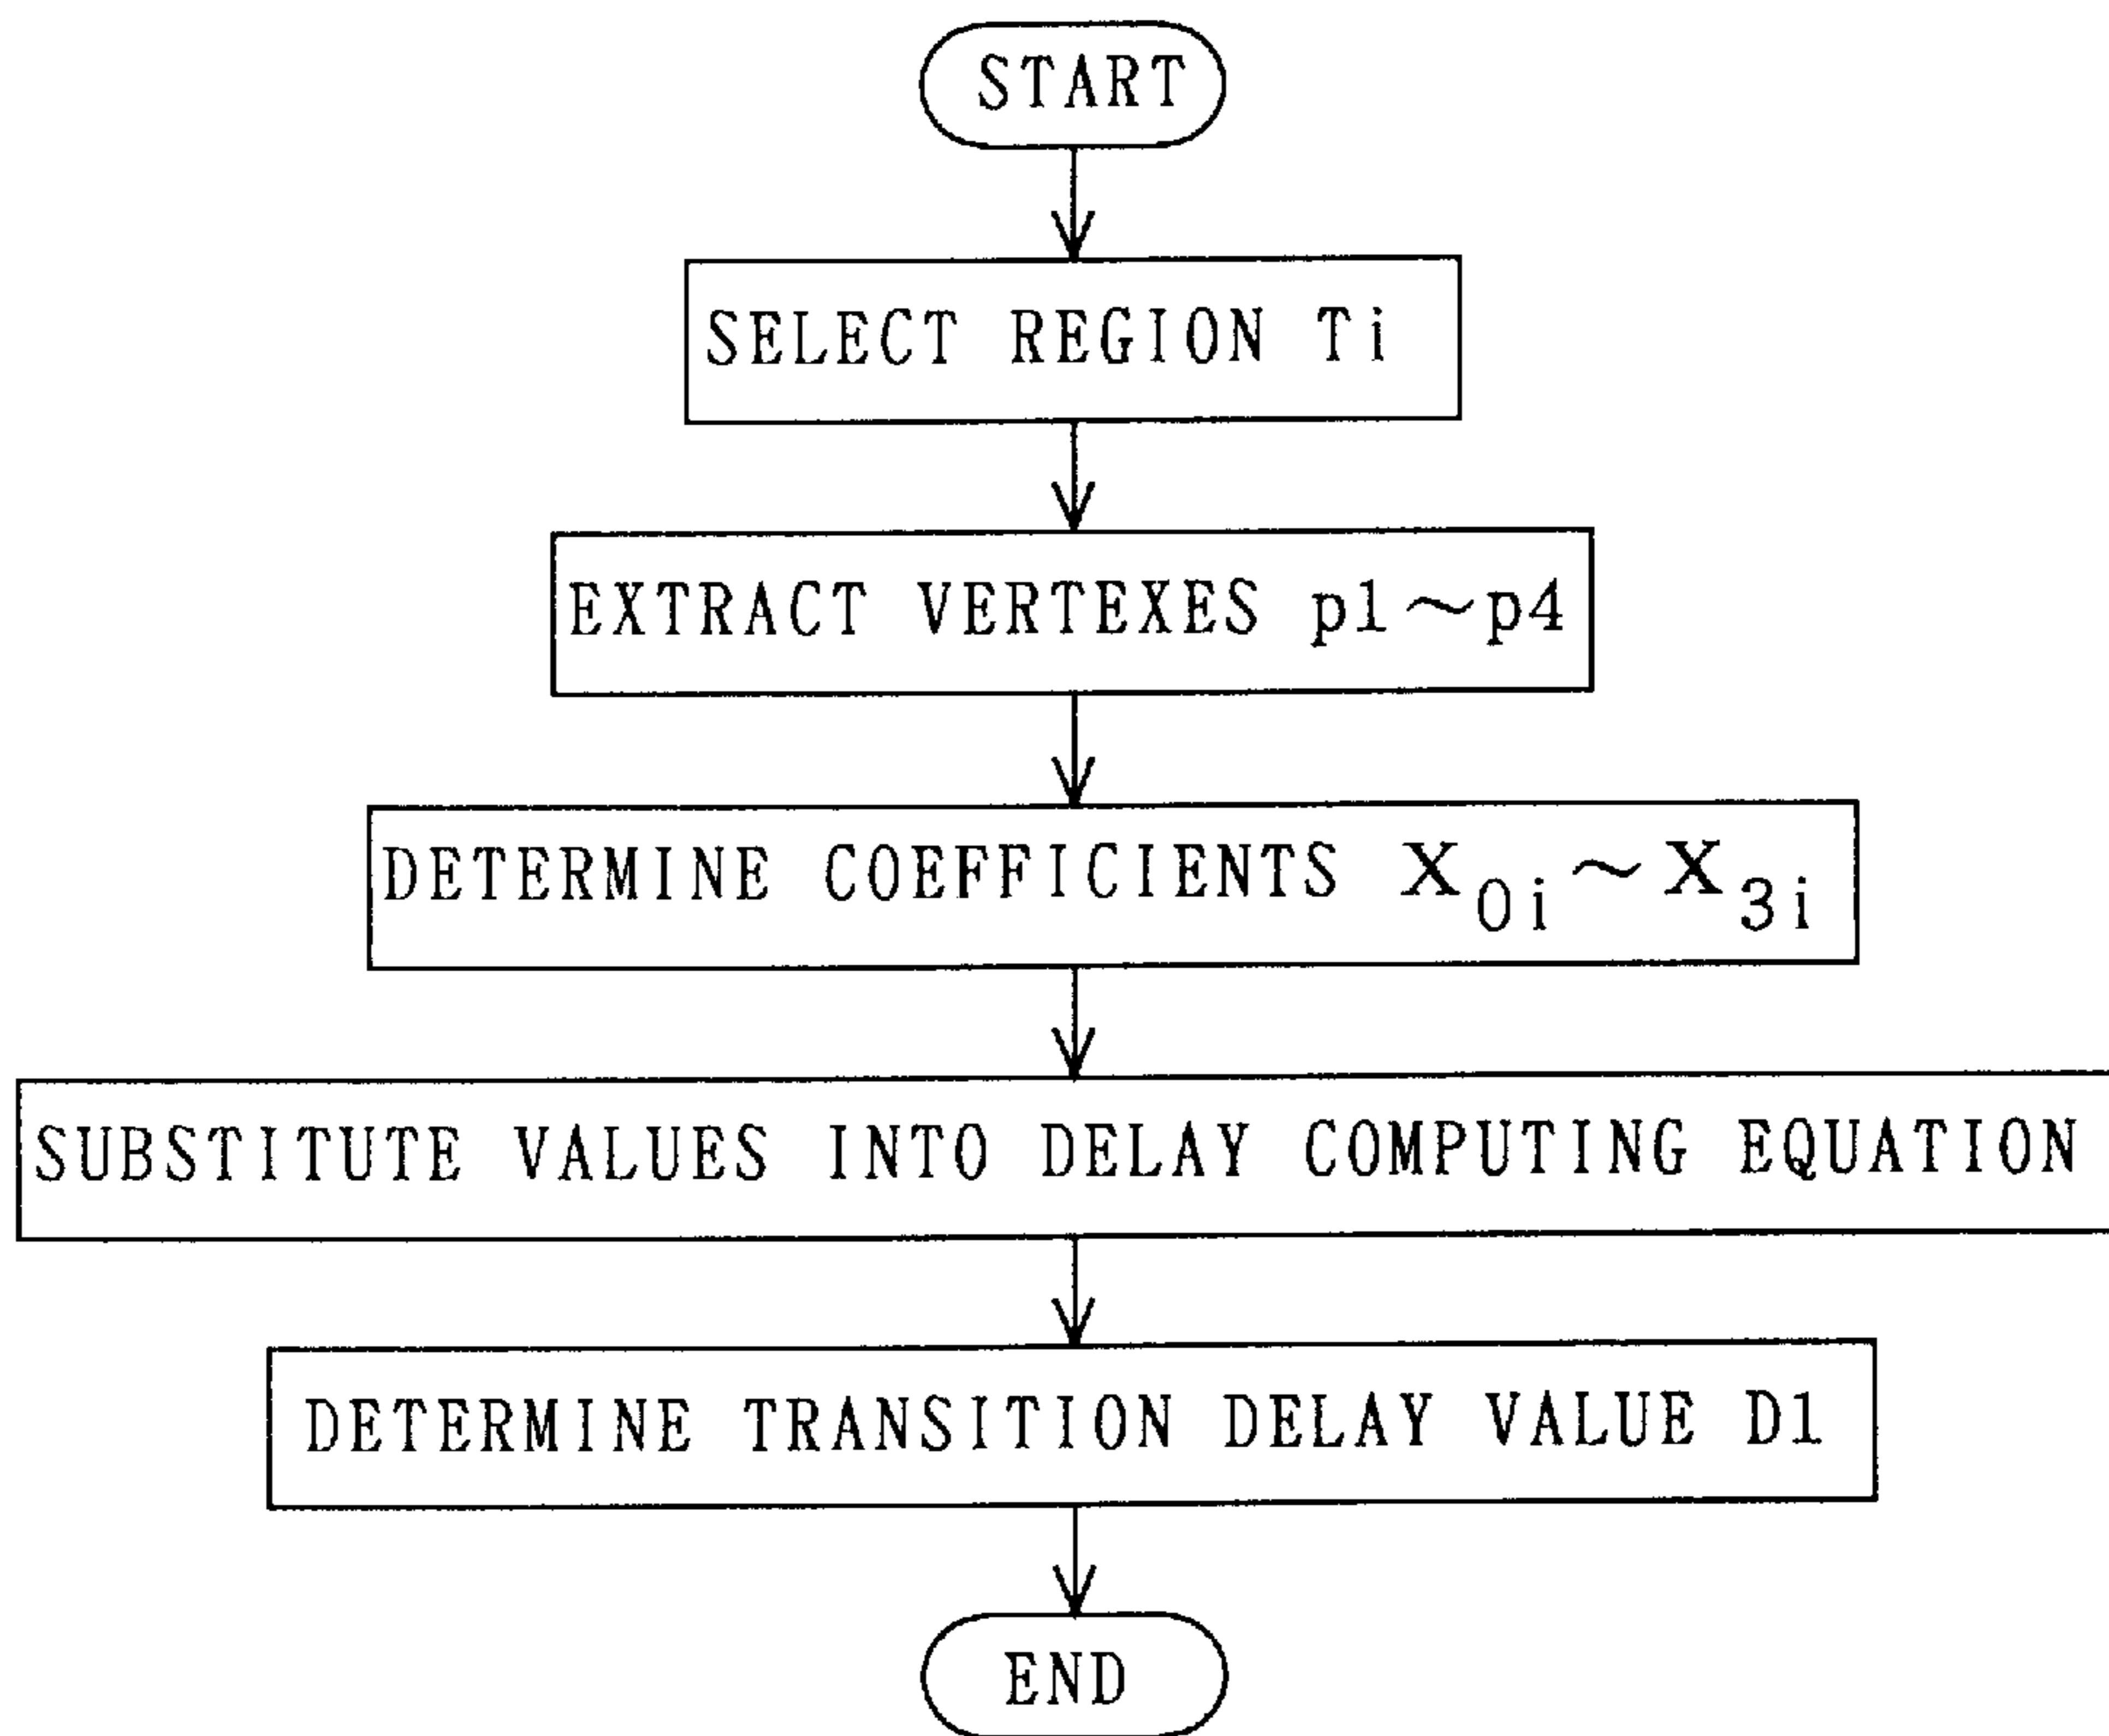 START
SELECT REGION Ti
EXTRACT VERTEXES p1～p4
DETERMINE COEFFICIENTS X₀ᵢ～X₃ᵢ
SUBSTITUTE VALUES INTO DELAY COMPUTING EQUATION
DETERMINE TRANSITION DELAY VALUE D1
END